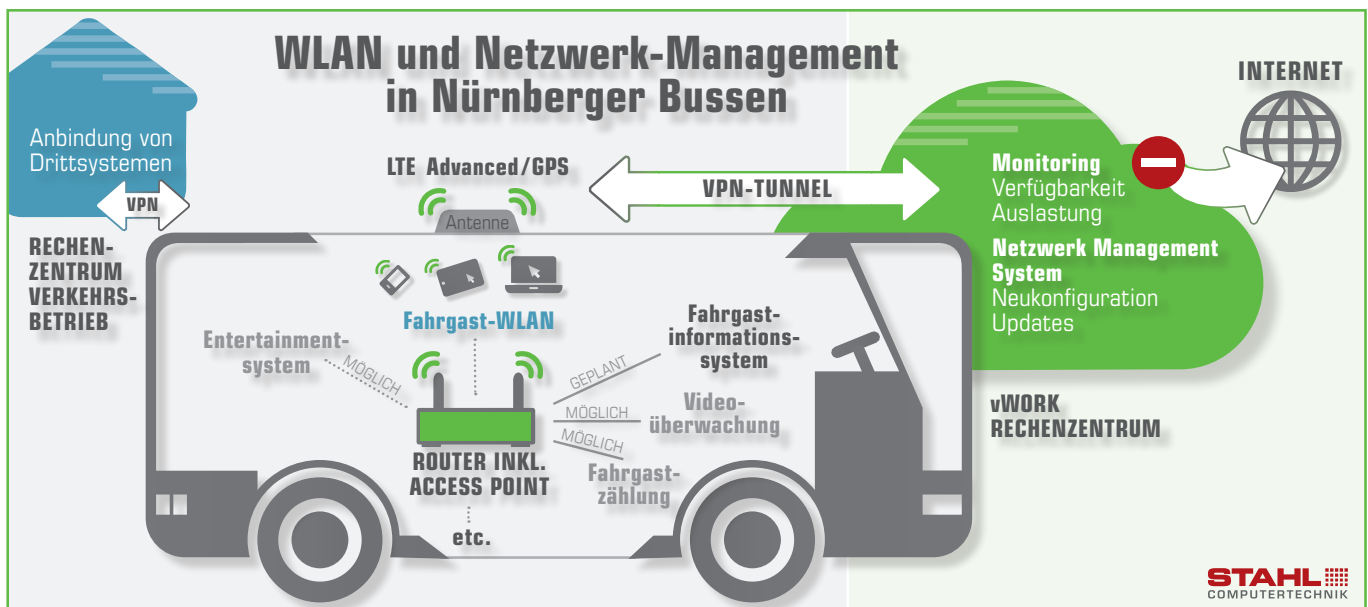 WLAN und Netzwerk-Management
in Nürnberger Bussen
Anbindung von
Drittsystemen
VPN
RECHEN-
ZENTRUM
VERKEHRS-
BETRIEB
LTE Advanced/GPS
Antenne
VPN-TUNNEL
INTERNET
Monitoring
Verfügbarkeit
Auslastung
Netzwerk Management
System
Neukonfiguration
Updates
vWORK
RECHENZENTRUM
Fahrgast-WLAN
Entertainment-
system
MÖGLICH
GEPLANT
Fahrgast-
informations-
system
MÖGLICH
Video-
überwachung
MÖGLICH
Fahrgast-
zählung
ROUTER INKL.
ACCESS POINT
etc.
STAHL
COMPUTERTECHNIK